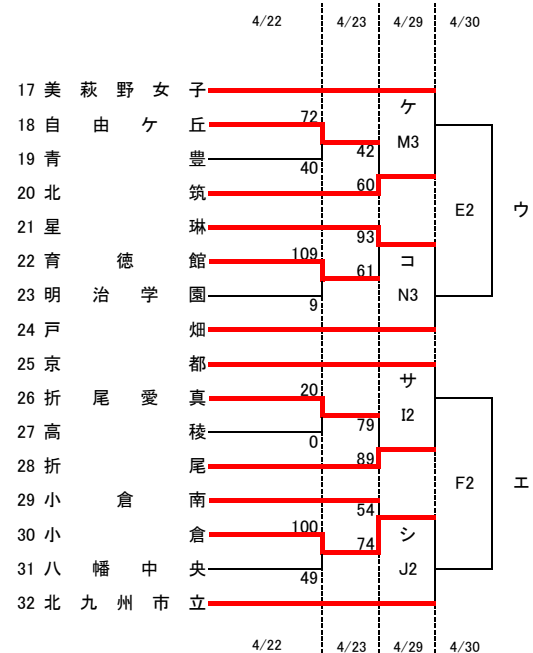 4/22 4/23 4/29 4/30
17 美萩野女子
ケ
18 自由ケ丘 72
42 M3
19 青豊 40
20 北筑 60
E2 ウ
21 星琳 93
22 育徳館 109 61 コ
23 明治学園 9 N3
24 戸畑
25 京都
サ
26 折尾愛真 20
79 I2
27 高稜 0
28 折尾 89
F2 エ
29 小倉南 54
30 小倉 100 74 シ
31 八幡中央 49 J2
32 北九州市立
4/22 4/23 4/29 4/30